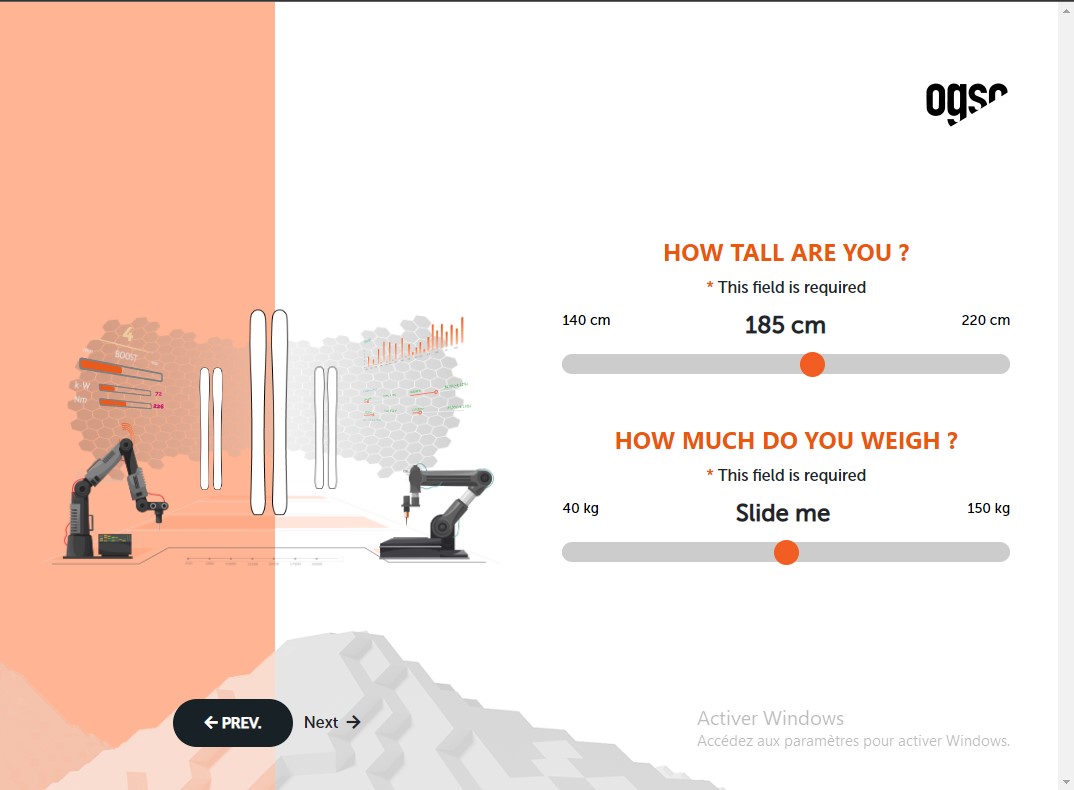 ogso
HOW TALL ARE YOU ?
* This field is required
140 cm
185 cm
220 cm
HOW MUCH DO YOU WEIGH ?
* This field is required
40 kg
Slide me
150 kg
4
BOOST
k-W
72
Nm
← PREV.
Next →
Activer Windows
Accédez aux paramètres pour activer Windows.